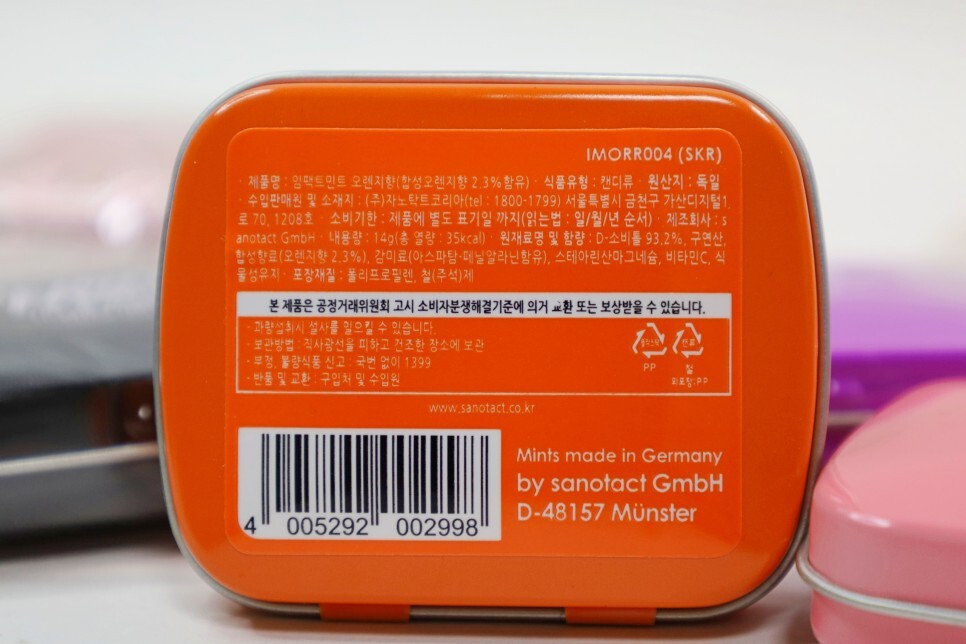 IMORR004 (SKR)
· 제품명 : 임팩트민트 오렌지향(합성오렌지향 2.3%함유) · 식품유형 : 캔디류 · 원산지 : 독일
· 수입판매원 및 소재지 : (주)자노탁트코리아(tel : 1800-1799) 서울특별시 금천구 가산디지털1
로 70, 1208호 · 소비기한 : 제품에 별도 표기일 까지(읽는법 : 일/월/년 순서) · 제조회사 : s
anotact GmbH · 내용량 : 14g(총 열량 : 35kcal) · 원재료명 및 함량 : D-소비톨 93.2%, 구연산,
합성향료(오렌지향 2.3%), 감미료(아스파탐·페닐알라닌함유), 스테아린산마그네슘, 비타민C, 식
물성유지 · 포장재질 : 폴리프로필렌, 철(주석)제
본 제품은 공정거래위원회 고시 소비자분쟁해결기준에 의거 교환 또는 보상받을 수 있습니다.
- 과량섭취시 설사를 일으킬 수 있습니다.
- 보관방법 : 직사광선을 피하고 건조한 장소에 보관
- 부정, 불량식품 신고 : 국번 없이 1399
- 반품 및 교환 : 구입처 및 수입원
플라스틱 캔류
PP 철
외포장:PP
www.sanotact.co.kr
4 005292 002998
Mints made in Germany
by sanotact GmbH
D-48157 Münster